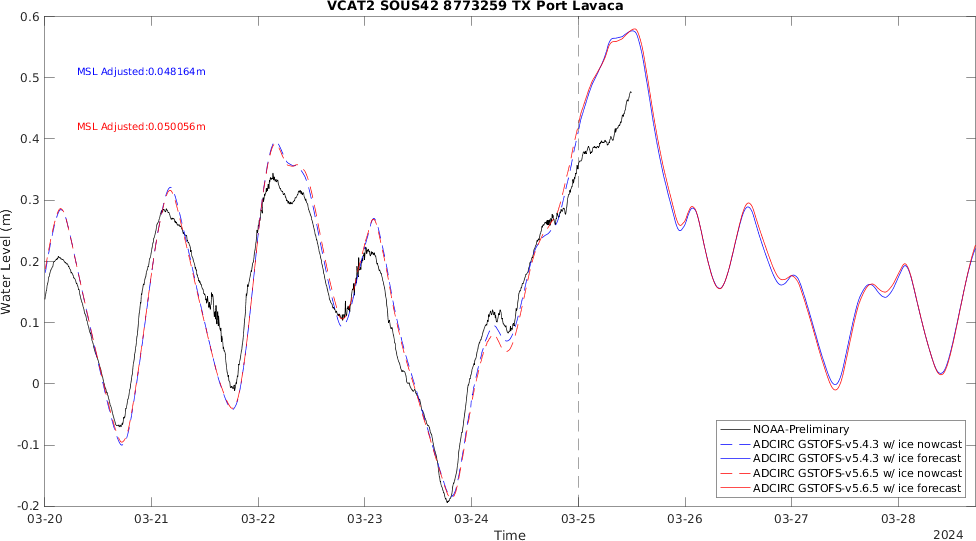 VCAT2 SOUS42 8773259 TX Port Lavaca
0.6
0.5
0.4
0.3
0.2
0.1
0
-0.1
-0.2
Water Level (m)
MSL Adjusted:0.048164m
MSL Adjusted:0.050056m
NOAA-Preliminary
ADCIRC GSTOFS-v5.4.3 w/ ice nowcast
ADCIRC GSTOFS-v5.4.3 w/ ice forecast
ADCIRC GSTOFS-v5.6.5 w/ ice nowcast
ADCIRC GSTOFS-v5.6.5 w/ ice forecast
03-20 03-21 03-22 03-23 03-24 03-25 03-26 03-27 03-28
Time
2024